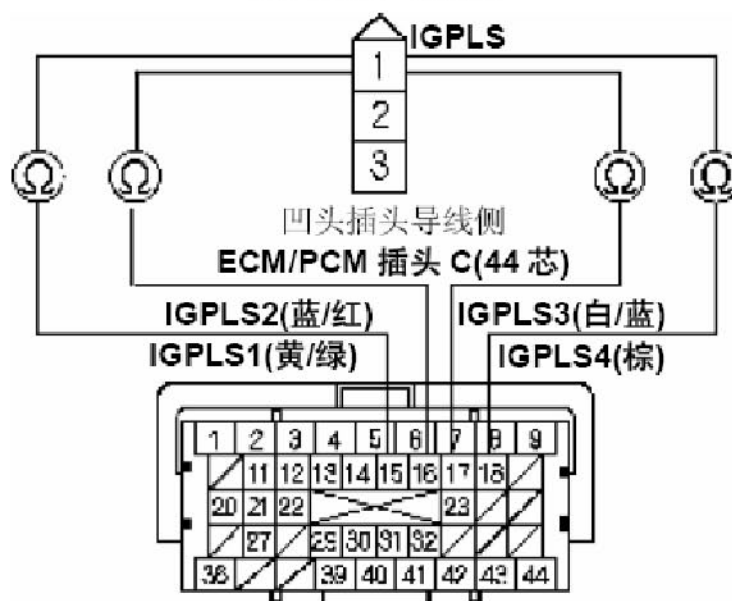 IGPLS
1
2
3
Ω Ω Ω Ω
凹头插头导线侧
ECM/PCM 插头 C(44 芯)
IGPLS2(蓝/红) IGPLS3(白/蓝)
IGPLS1(黄/绿) IGPLS4(棕)
1 2 3 4 5 6 7 8 9
11 12 13 14 15 16 17 18
20 21 22 23
27 29 30 31 32
36 39 40 41 42 43 44